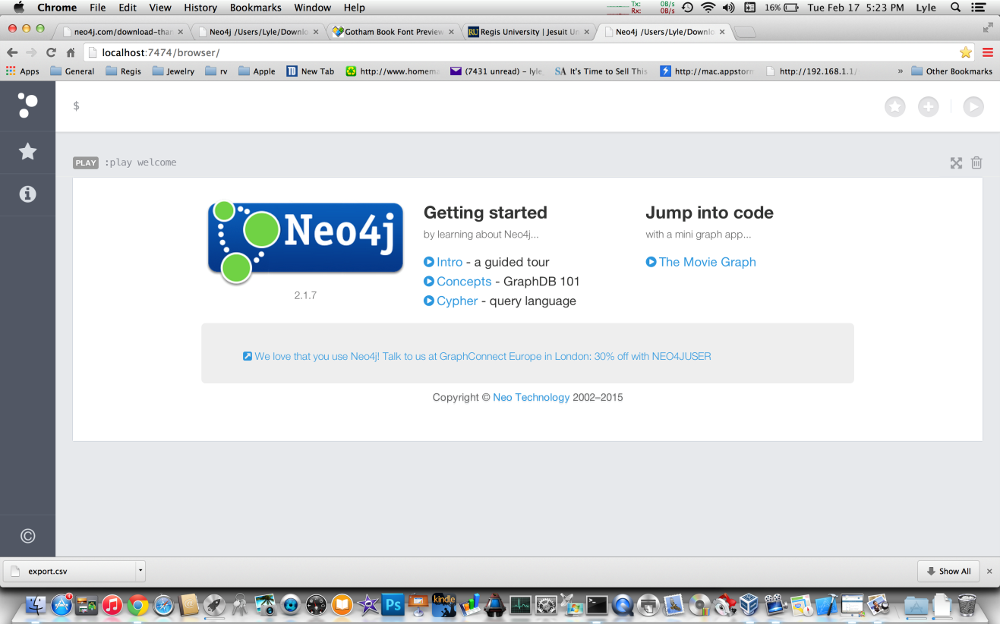 Chrome File Edit View History Bookmarks Window Help Tx: Rx: 0B/s 0B/s 16% Tue Feb 17 5:23 PM Lyle
neo4j.com/download-than Neo4j /Users/Lyle/Downlo Gotham Book Font Preview RU Regis University | Jesuit Un Neo4j /Users/Lyle/Downlo
localhost:7474/browser/
Apps General Regis Jewelry rv Apple TD New Tab http://www.homema (7431 unread) - lyle_ SA It's Time to Sell This http://mac.appstorm http://192.168.1.1/ » Other Bookmarks
$
PLAY :play welcome
Neo4j
2.1.7
Getting started
by learning about Neo4j...
Intro - a guided tour
Concepts - GraphDB 101
Cypher - query language
Jump into code
with a mini graph app...
The Movie Graph
We love that you use Neo4j! Talk to us at GraphConnect Europe in London: 30% off with NEO4JUSER
Copyright © Neo Technology 2002–2015
©
export.csv Show All
Ps kindle